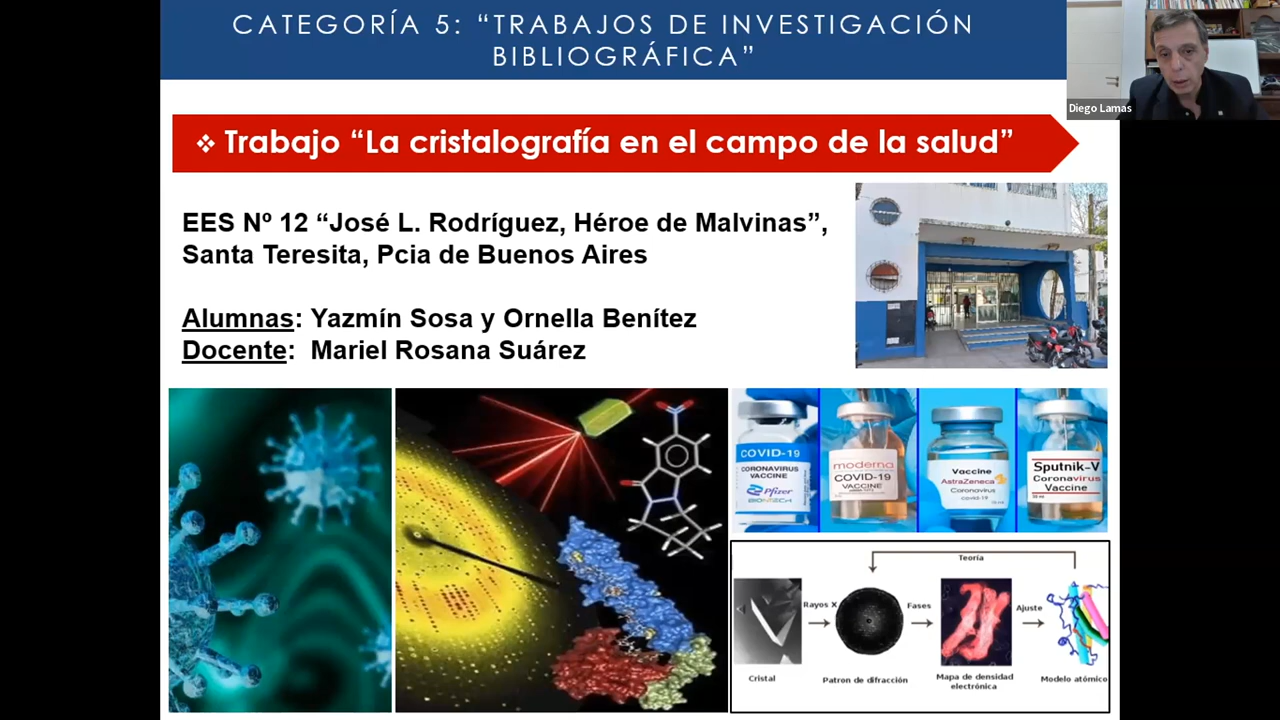 CATEGORÍA 5: “TRABAJOS DE INVESTIGACIÓN
BIBLIOGRÁFICA”
Diego Lamas
❖ Trabajo “La cristalografía en el campo de la salud”
EES Nº 12 “José L. Rodríguez, Héroe de Malvinas”,
Santa Teresita, Pcia de Buenos Aires
Alumnas: Yazmín Sosa y Ornella Benítez
Docente: Mariel Rosana Suárez
COVID-19
CORONAVIRUS
VACCINE
Pfizer
BIONTECH
moderna
COVID-19
VACCINE
Vaccine
AstraZeneca
Coronavirus
covid-19
Sputnik-V
Coronavirus
Vaccine
Teoría
Rayos X
Fases
Ajuste
Cristal
Patron de difracción
Mapa de densidad
electrónica
Modelo atómico